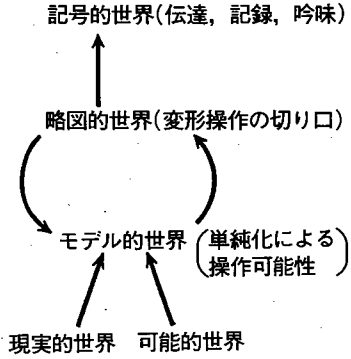 記号的世界(伝達，記録，吟味)
略図的世界(変形操作の切り口)
モデル的世界(単純化による
操作可能性)
現実的世界 可能的世界